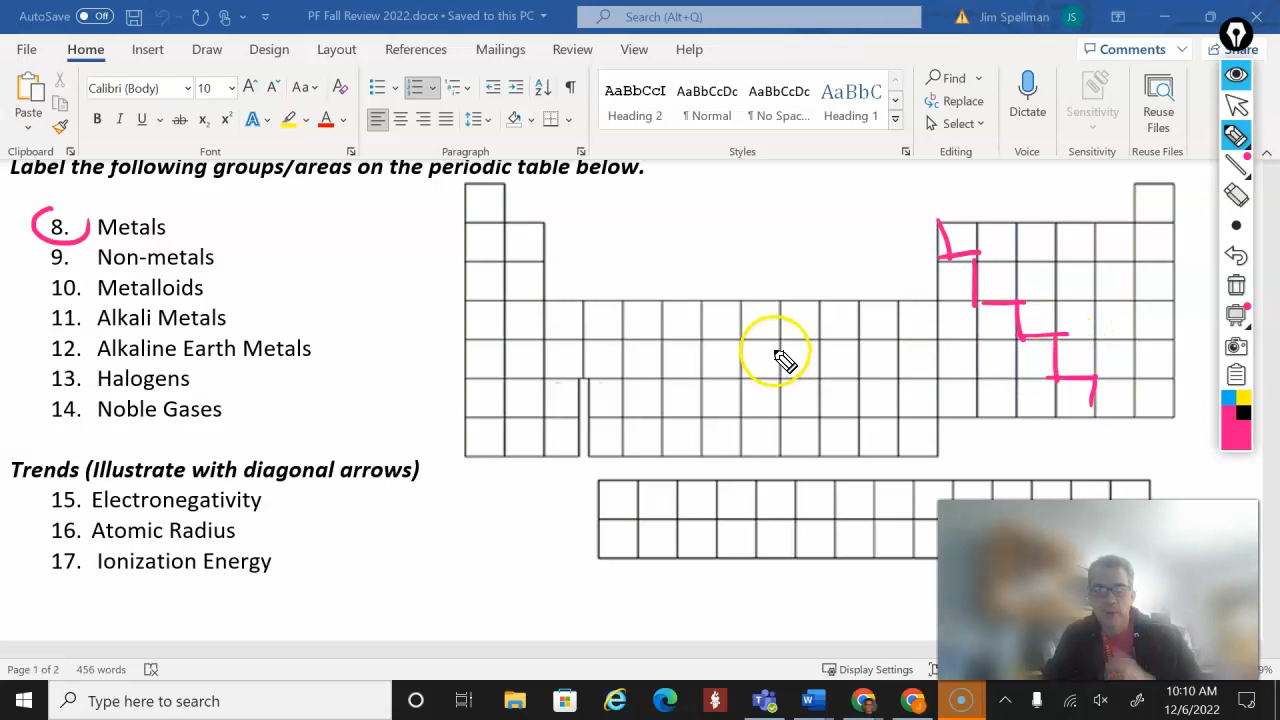 AutoSave Off PF Fall Review 2022.docx • Saved to this PC Search (Alt+Q) Jim Spellman JS
File Home Insert Draw Design Layout References Mailings Review View Help Comments Share
Paste Calibri (Body) 10 Aa
AaBbCcI AaBbCcDc AaBbCcDc AaBbC
Heading 2 ¶ Normal ¶ No Spac... Heading 1
Find
Replace
Select
Dictate
Sensitivity
Reuse
Files
Clipboard Font Paragraph Styles Editing Voice Sensitivity Reuse Files
Label the following groups/areas on the periodic table below.
8. Metals
9. Non-metals
10. Metalloids
11. Alkali Metals
12. Alkaline Earth Metals
13. Halogens
14. Noble Gases
Trends (Illustrate with diagonal arrows)
15. Electronegativity
16. Atomic Radius
17. Ionization Energy
Page 1 of 2 456 words Display Settings 9%
Type here to search
10:10 AM
12/6/2022